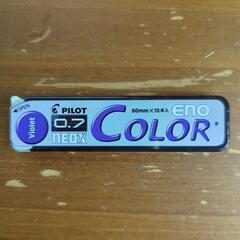 OPEN
Violet
PILOT
0.7
NEOX
60mm×10本入
COLOR
ENO